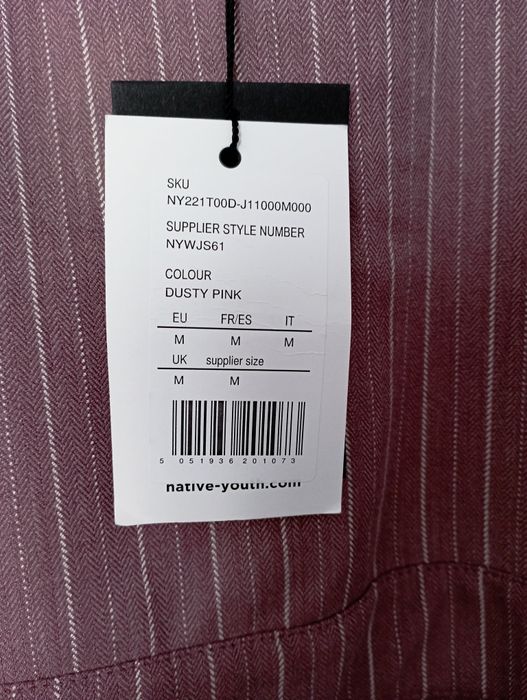 SKU
NY221T00D-J11000M000
SUPPLIER STYLE NUMBER
NYWJS61
COLOUR
DUSTY PINK
EU FR/ES IT
M M M
UK supplier size
M M
5 051936 201073
native-youth.com